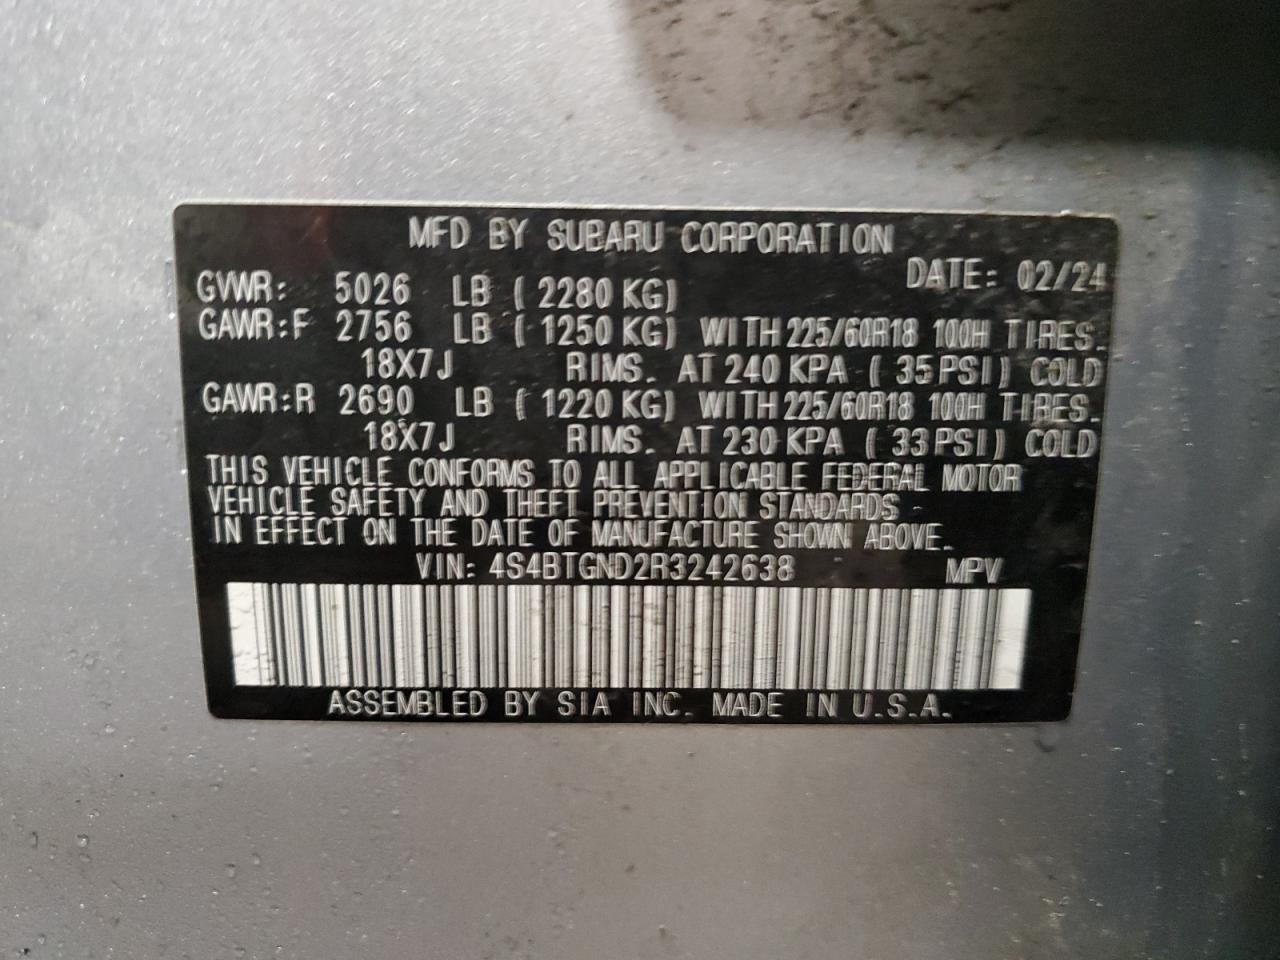 MFD BY SUBARU CORPORATION
DATE: 02/24
GVWR: 5026 LB ( 2280 KG)
GAWR:F 2756 LB ( 1250 KG) WITH 225/60R18 100H TIRES.
18X7J RIMS. AT 240 KPA ( 35 PSI) COLD
GAWR:R 2690 LB ( 1220 KG) WITH 225/60R18 100H TIRES.
18X7J RIMS. AT 230 KPA ( 33 PSI) COLD
THIS VEHICLE CONFORMS TO ALL APPLICABLE FEDERAL MOTOR
VEHICLE SAFETY AND THEFT PREVENTION STANDARDS
IN EFFECT ON THE DATE OF MANUFACTURE SHOWN ABOVE.
VIN: 4S4BTGND2R3242638 MPV
ASSEMBLED BY SIA INC. MADE IN U.S.A.